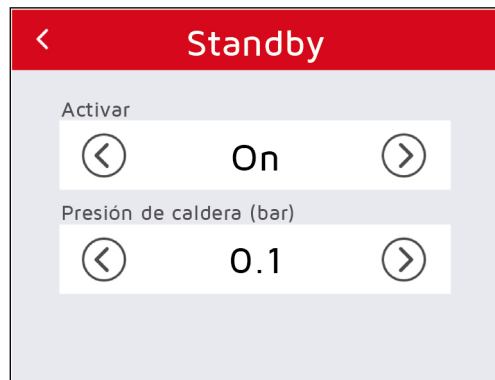 Standby
Activar
On
Presión de caldera (bar)
0.1